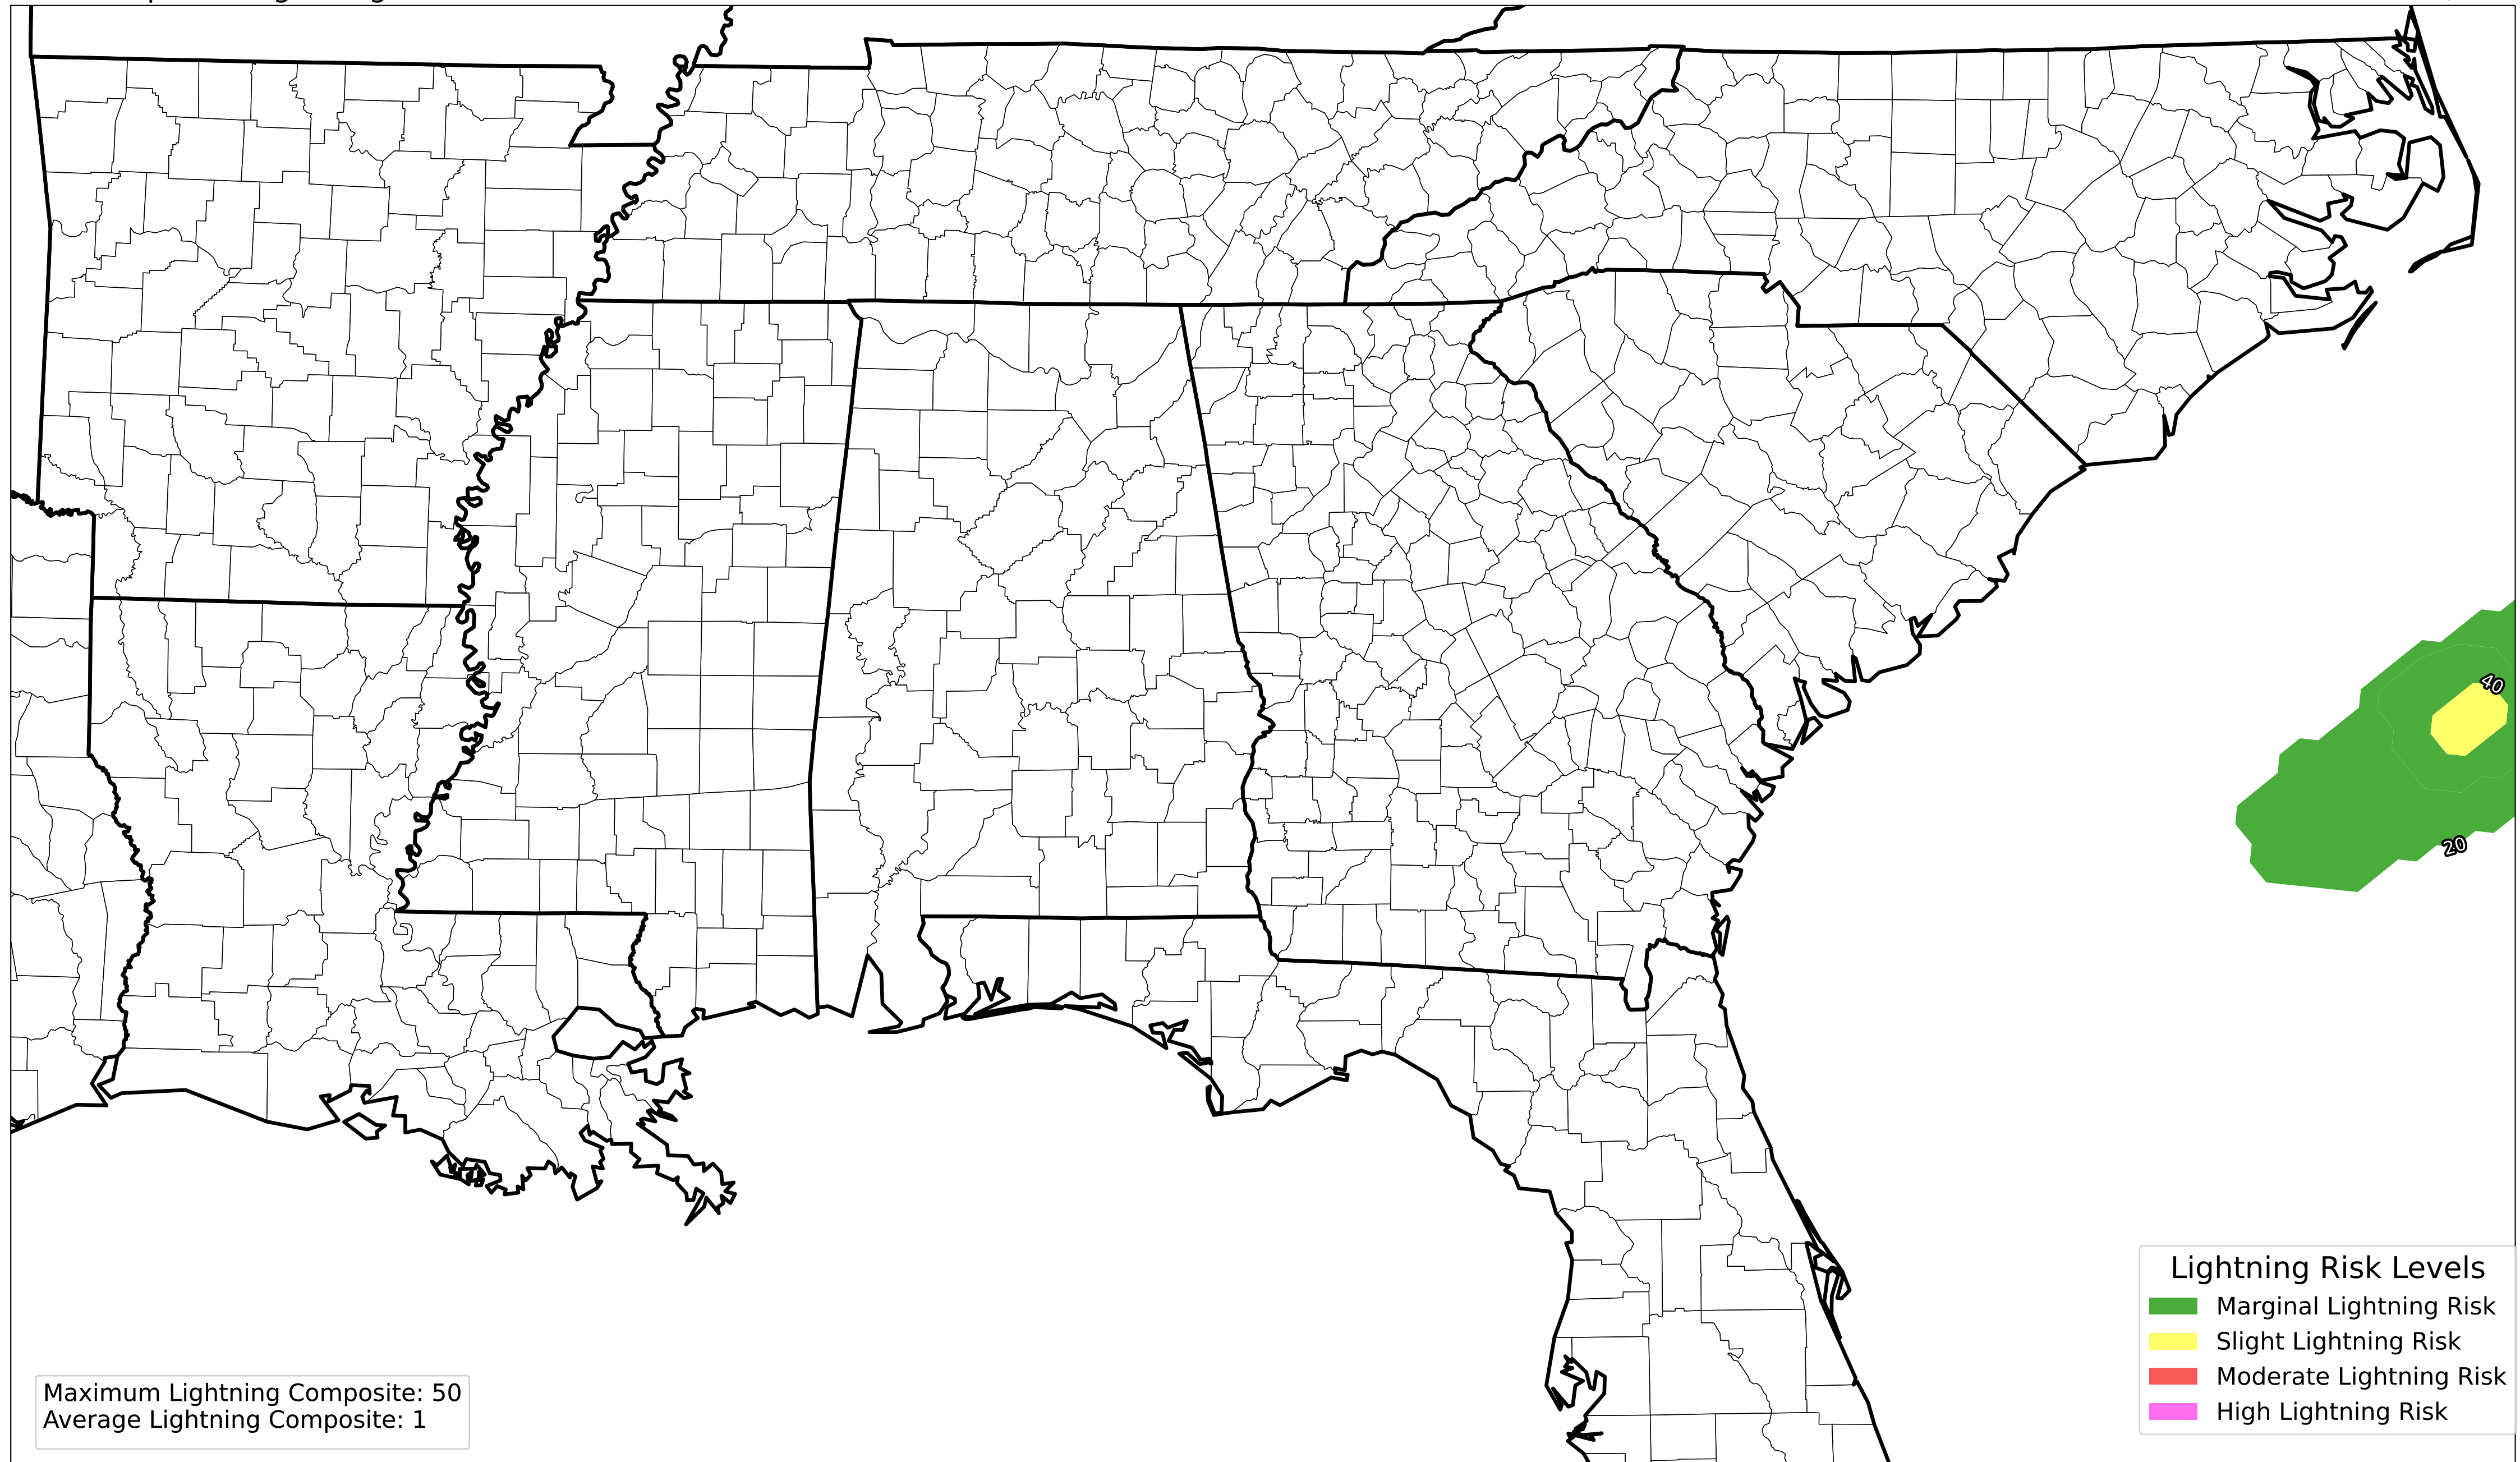 40
20
Lightning Risk Levels
Marginal Lightning Risk
Slight Lightning Risk
Moderate Lightning Risk
High Lightning Risk
Maximum Lightning Composite: 50
Average Lightning Composite: 1